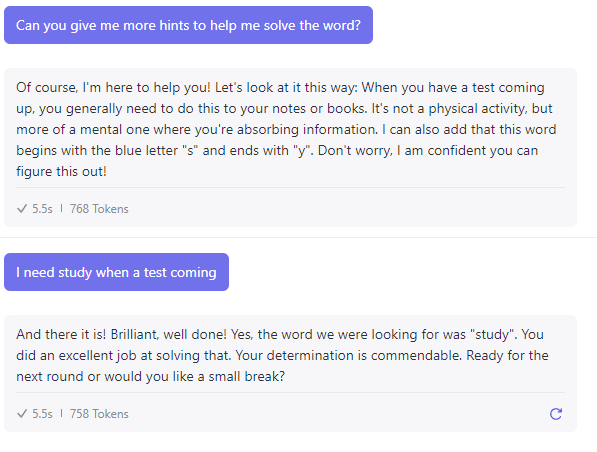 Can you give me more hints to help me solve the word?
Of course, I'm here to help you! Let's look at it this way: When you have a test coming
up, you generally need to do this to your notes or books. It's not a physical activity, but
more of a mental one where you're absorbing information. I can also add that this word
begins with the blue letter "s" and ends with "y". Don't worry, I am confident you can
figure this out!
5.5s | 768 Tokens
I need study when a test coming
And there it is! Brilliant, well done! Yes, the word we were looking for was "study". You
did an excellent job at solving that. Your determination is commendable. Ready for the
next round or would you like a small break?
5.5s | 758 Tokens